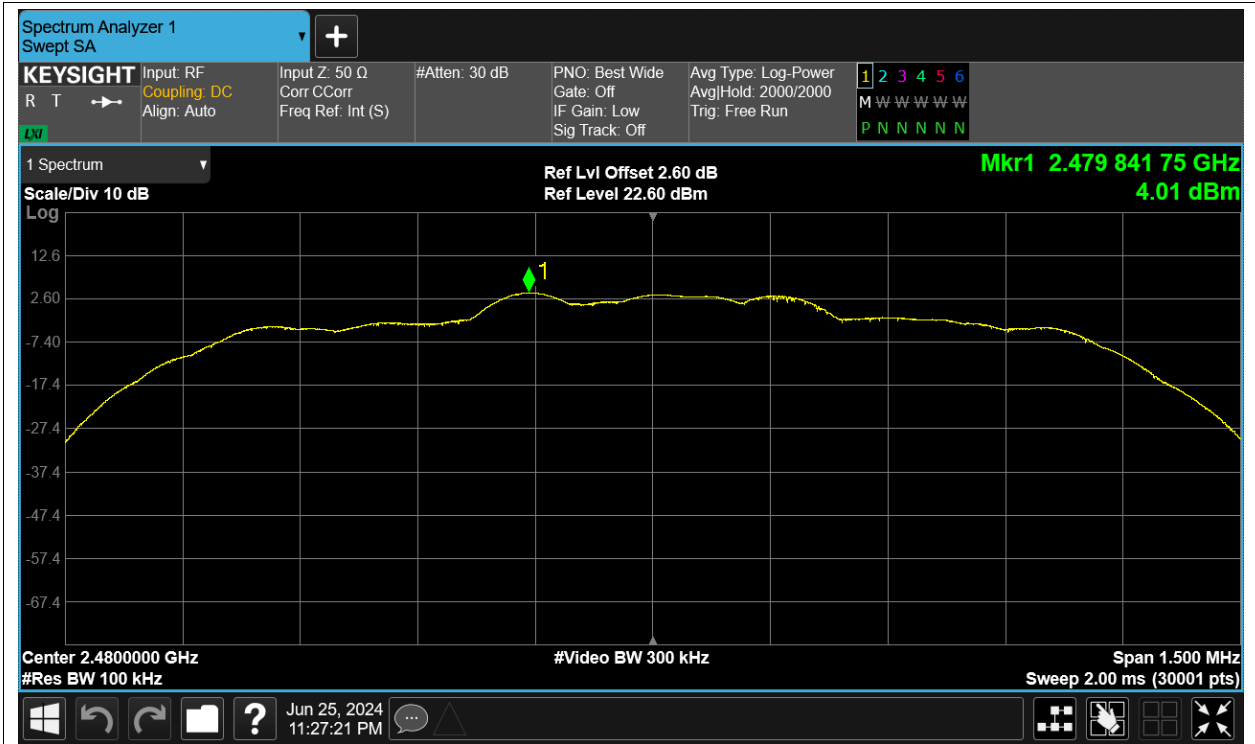 Spectrum Analyzer 1
Swept SA
KEYSIGHT
R T
LXI
Input: RF
Coupling: DC
Align: Auto
Input Z: 50 Ω
Corr CCorr
Freq Ref: Int (S)
#Atten: 30 dB
PNO: Best Wide
Gate: Off
IF Gain: Low
Sig Track: Off
Avg Type: Log-Power
Avg|Hold: 2000/2000
Trig: Free Run
1 2 3 4 5 6
M W W W W W
P N N N N N
1 Spectrum
Scale/Div 10 dB
Log
Ref Lvl Offset 2.60 dB
Ref Level 22.60 dBm
Mkr1 2.479 841 75 GHz
4.01 dBm
12.6
2.60
-7.40
-17.4
-27.4
-37.4
-47.4
-57.4
-67.4
1
Center 2.4800000 GHz
#Res BW 100 kHz
#Video BW 300 kHz
Span 1.500 MHz
Sweep 2.00 ms (30001 pts)
?
Jun 25, 2024
11:27:21 PM